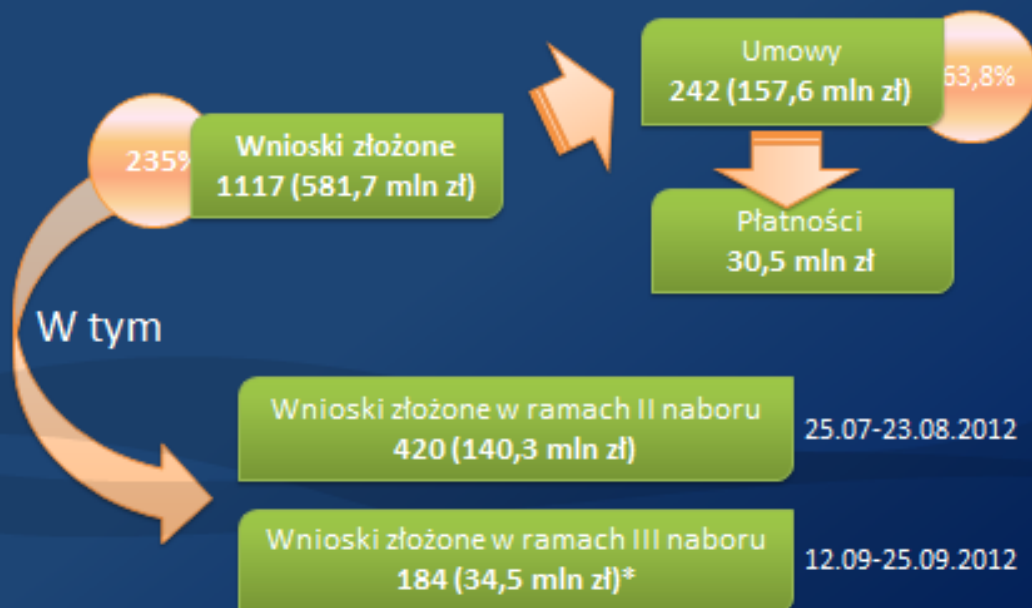 Umowy
242 (157,6 mln zł)
63,8%
235%
Wnioski złożone
1117 (581,7 mln zł)
Płatności
30,5 mln zł
W tym
Wnioski złożone w ramach II naboru
420 (140,3 mln zł)
25.07-23.08.2012
Wnioski złożone w ramach III naboru
184 (34,5 mln zł)*
12.09-25.09.2012